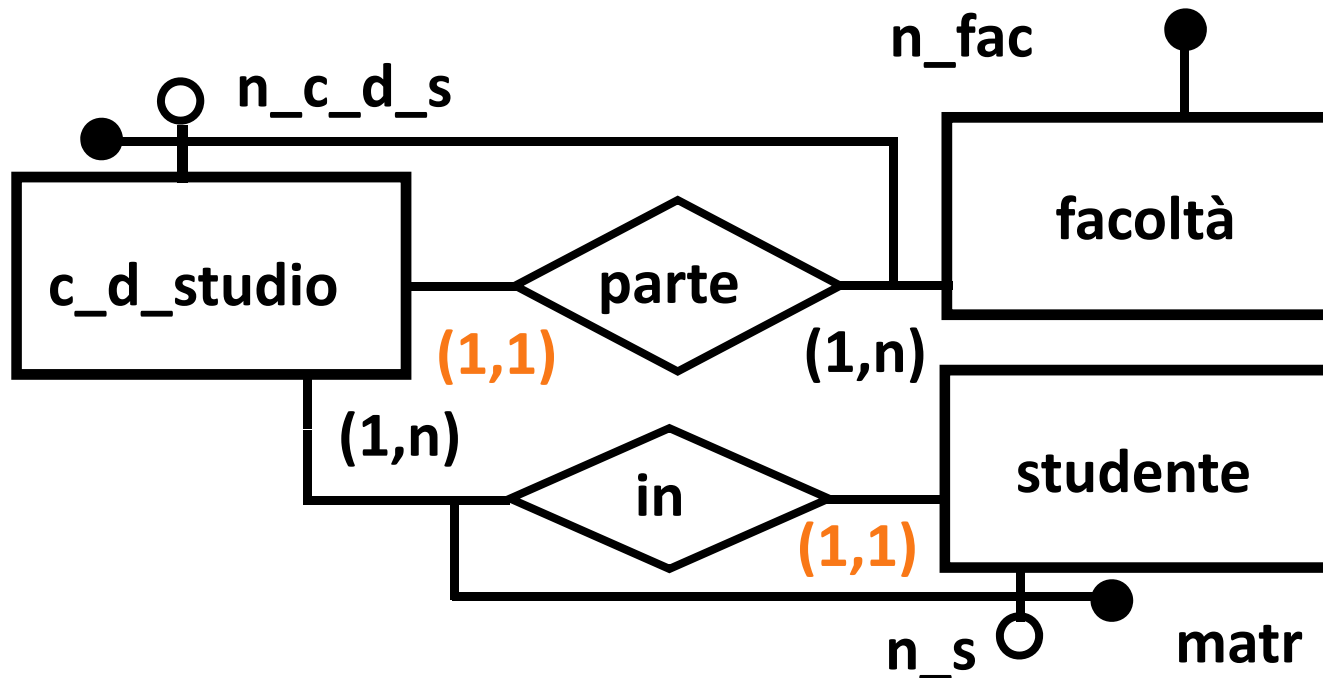 n_fac
n_c_d_s
facoltà
c_d_studio
parte
(1,1)
(1,n)
(1,n)
studente
in
(1,1)
n_s
matr